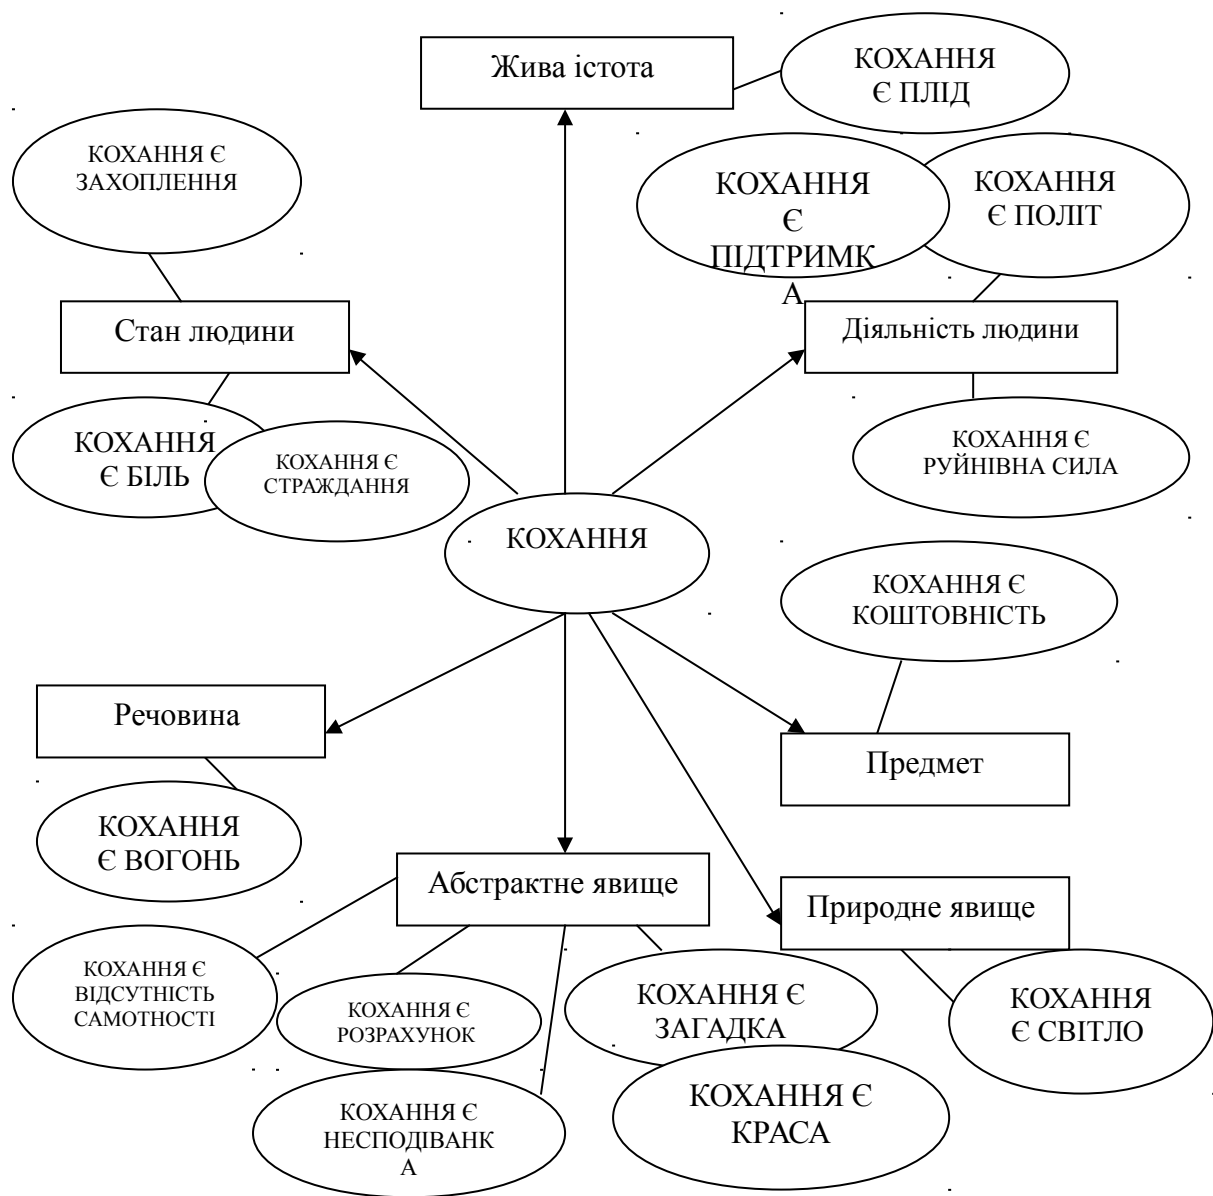 Жива істота
КОХАННЯ
Є ПЛІД
КОХАННЯ Є
ЗАХОПЛЕННЯ
КОХАННЯ
Є
ПІДТРИМК
А
КОХАННЯ
Є ПОЛІТ
Стан людини
Діяльність людини
КОХАННЯ
Є БІЛЬ
КОХАННЯ Є
СТРАЖДАННЯ
КОХАННЯ Є
РУЙНІВНА СИЛА
КОХАННЯ
КОХАННЯ Є
КОШТОВНІСТЬ
Речовина
Предмет
КОХАННЯ
Є ВОГОНЬ
Абстрактне явище
Природне явище
КОХАННЯ Є
ВІДСУТНІСТЬ
САМОТНОСТІ
КОХАННЯ Є
РОЗРАХУНОК
КОХАННЯ Є
ЗАГАДКА
КОХАННЯ
Є СВІТЛО
КОХАННЯ Є
НЕСПОДІВАНК
А
КОХАННЯ Є
КРАСА